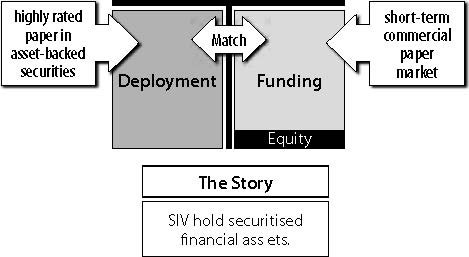 highly rated
paper in
asset-backed
securities
Match
short-term
commercial
paper
market
Deployment
Funding
Equity
The Story
SIV hold securitised
financial ass ets.